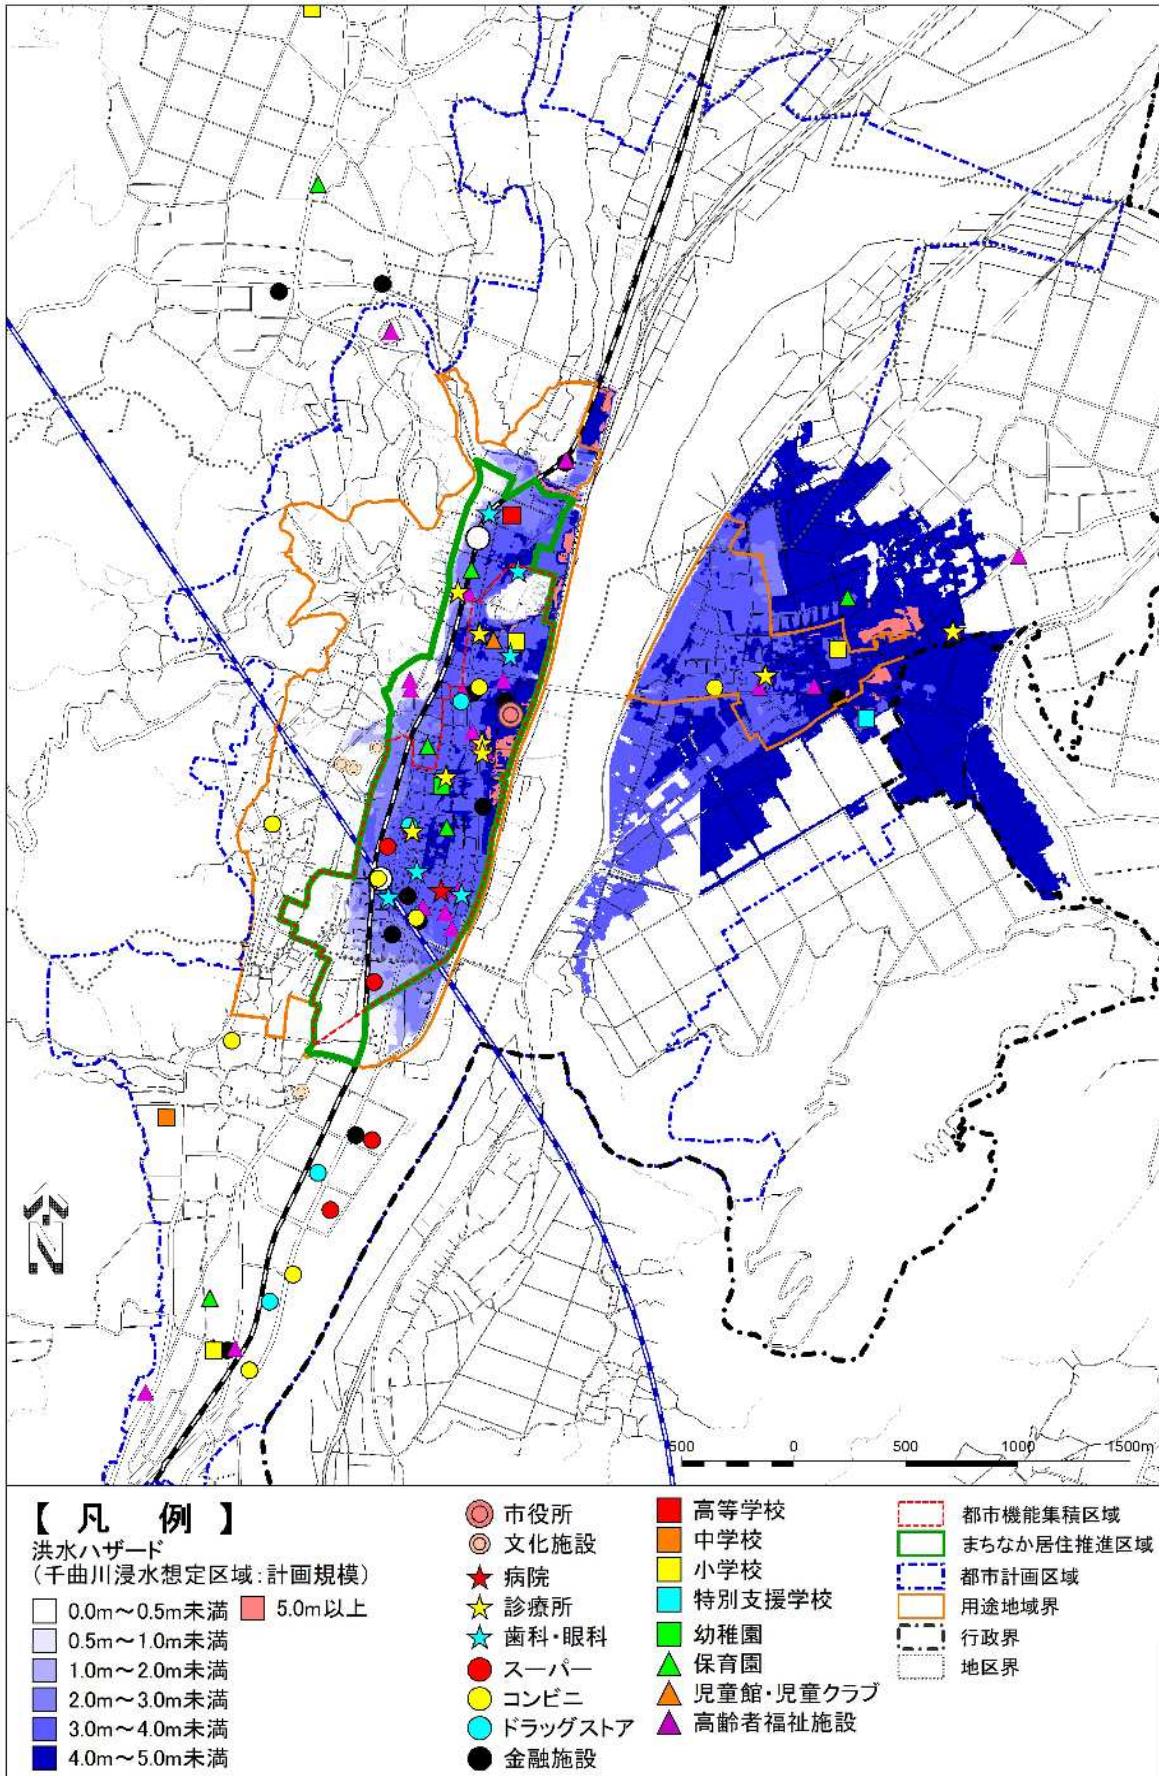 500 0 500 1000 1500m
N
【 凡 例 】
洪水ハザード
(千曲川浸水想定区域:計画規模)
0.0m～0.5m未満
5.0m以上
0.5m～1.0m未満
1.0m～2.0m未満
2.0m～3.0m未満
3.0m～4.0m未満
4.0m～5.0m未満
市役所
文化施設
病院
診療所
歯科・眼科
スーパー
コンビニ
ドラッグストア
金融施設
高等学校
中学校
小学校
特別支援学校
幼稚園
保育園
児童館・児童クラブ
高齢者福祉施設
都市機能集積区域
まちなか居住推進区域
都市計画区域
用途地域界
行政界
地区界